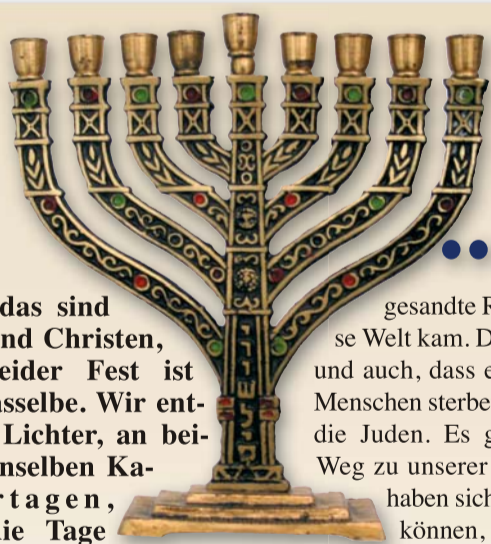 das sind
nd Christen,
eider Fest ist
sselbe. Wir ent-
Lichter, an bei-
nselben Ka-
rtagen,
ie Tage
ירושלים
gesandte R
se Welt kam. D
und auch, dass e
Menschen sterbe
die Juden. Es g
Weg zu unserer
haben sich
können,